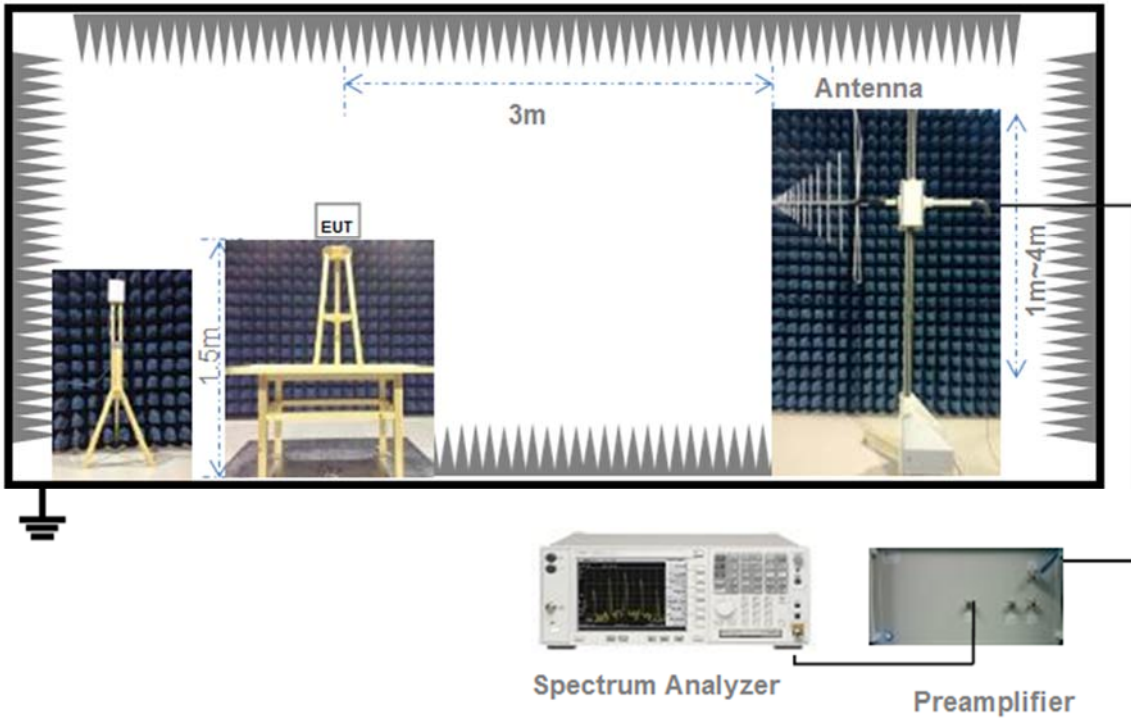 Antenna
3m
EUT
1.5m
1m~4m
Spectrum Analyzer
Preamplifier